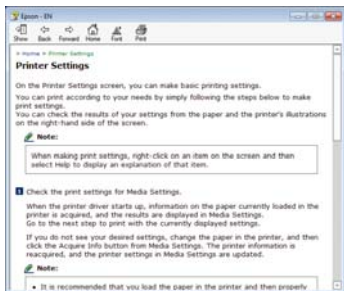 Epson - EN
Show Back Forward Home Font Print
> Home > Printer Settings
Printer Settings
On the Printer Settings screen, you can make basic printing settings.
You can print according to your needs by simply following the steps below to make
print settings.
You can check the results of your settings from the paper and the printer's illustrations
on the right-hand side of the screen.
Note:
When making print settings, right-click on an item on the screen and then
select Help to display an explanation of that item.
1 Check the print settings for Media Settings.
When the printer driver starts up, information on the paper currently loaded in the
printer is acquired, and the results are displayed in Media Settings.
Go to the next step to print with the currently displayed settings.
If you do not see your desired settings, change the paper in the printer, and then
click the Acquire Info button from Media Settings. The printer information is
reacquired, and the printer settings in Media Settings are updated.
Note:
• It is recommended that you load the paper in the printer and then properly